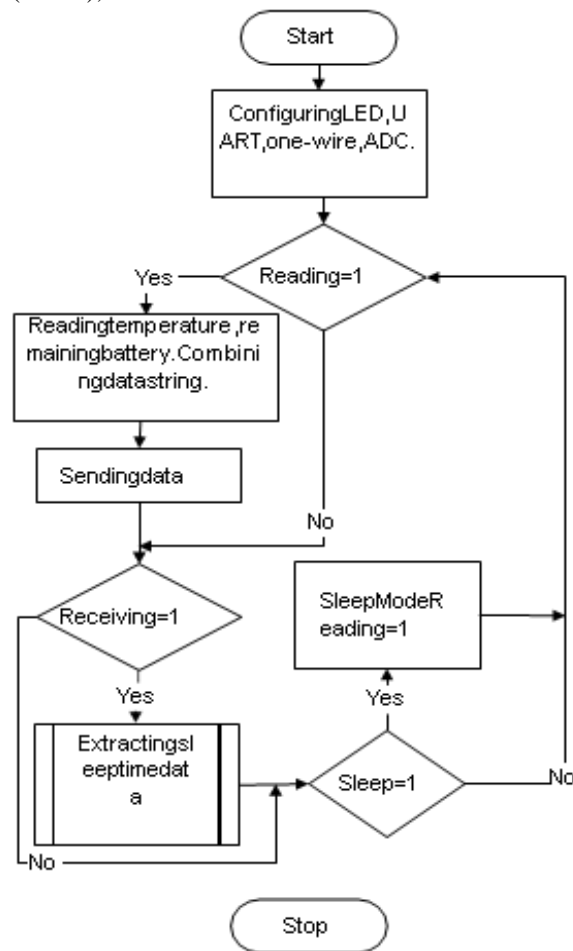 Start
ConfiguringLED,U
ART,one-wire,ADC.
Reading=1
Yes
Readingtemperature,re
mainingbattery.Combini
ngdatastring.
Sendingdata
No
Receiving=1
SleepModeR
eading=1
Yes
Yes
Extractingsl
eeptimedat
a
Sleep=1
No
No
Stop